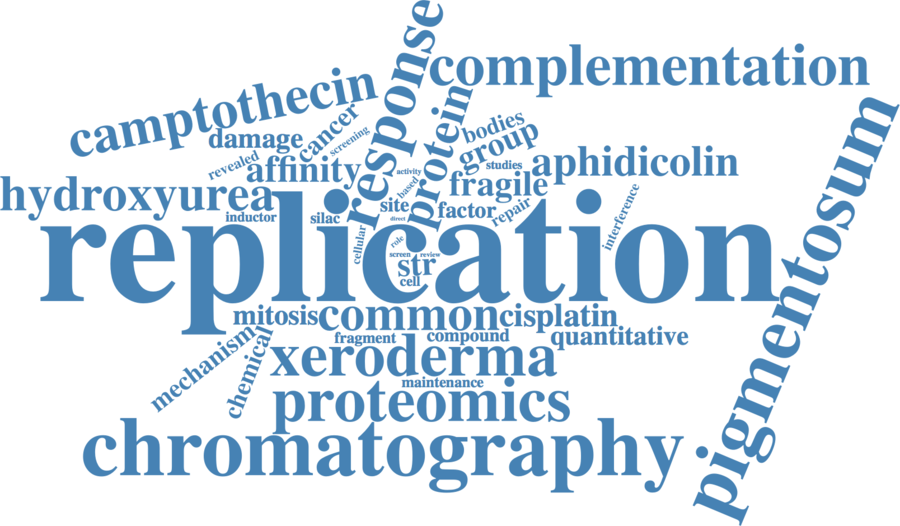 response
complementation
camptothecin
pigmentosum
protein
cancer
screening
bodies
damage
group
revealed
affinity
activity
studies
aphidicolin
based
fragile
hydroxyurea
site
factor
repair
interference
inductor
silac
direct
cellular
role
replication
screen
review
str
cell
mitosis
common
cisplatin
fragment
compound
quantitative
mechanism
chemical
xeroderma
maintenance
proteomics
chromatography